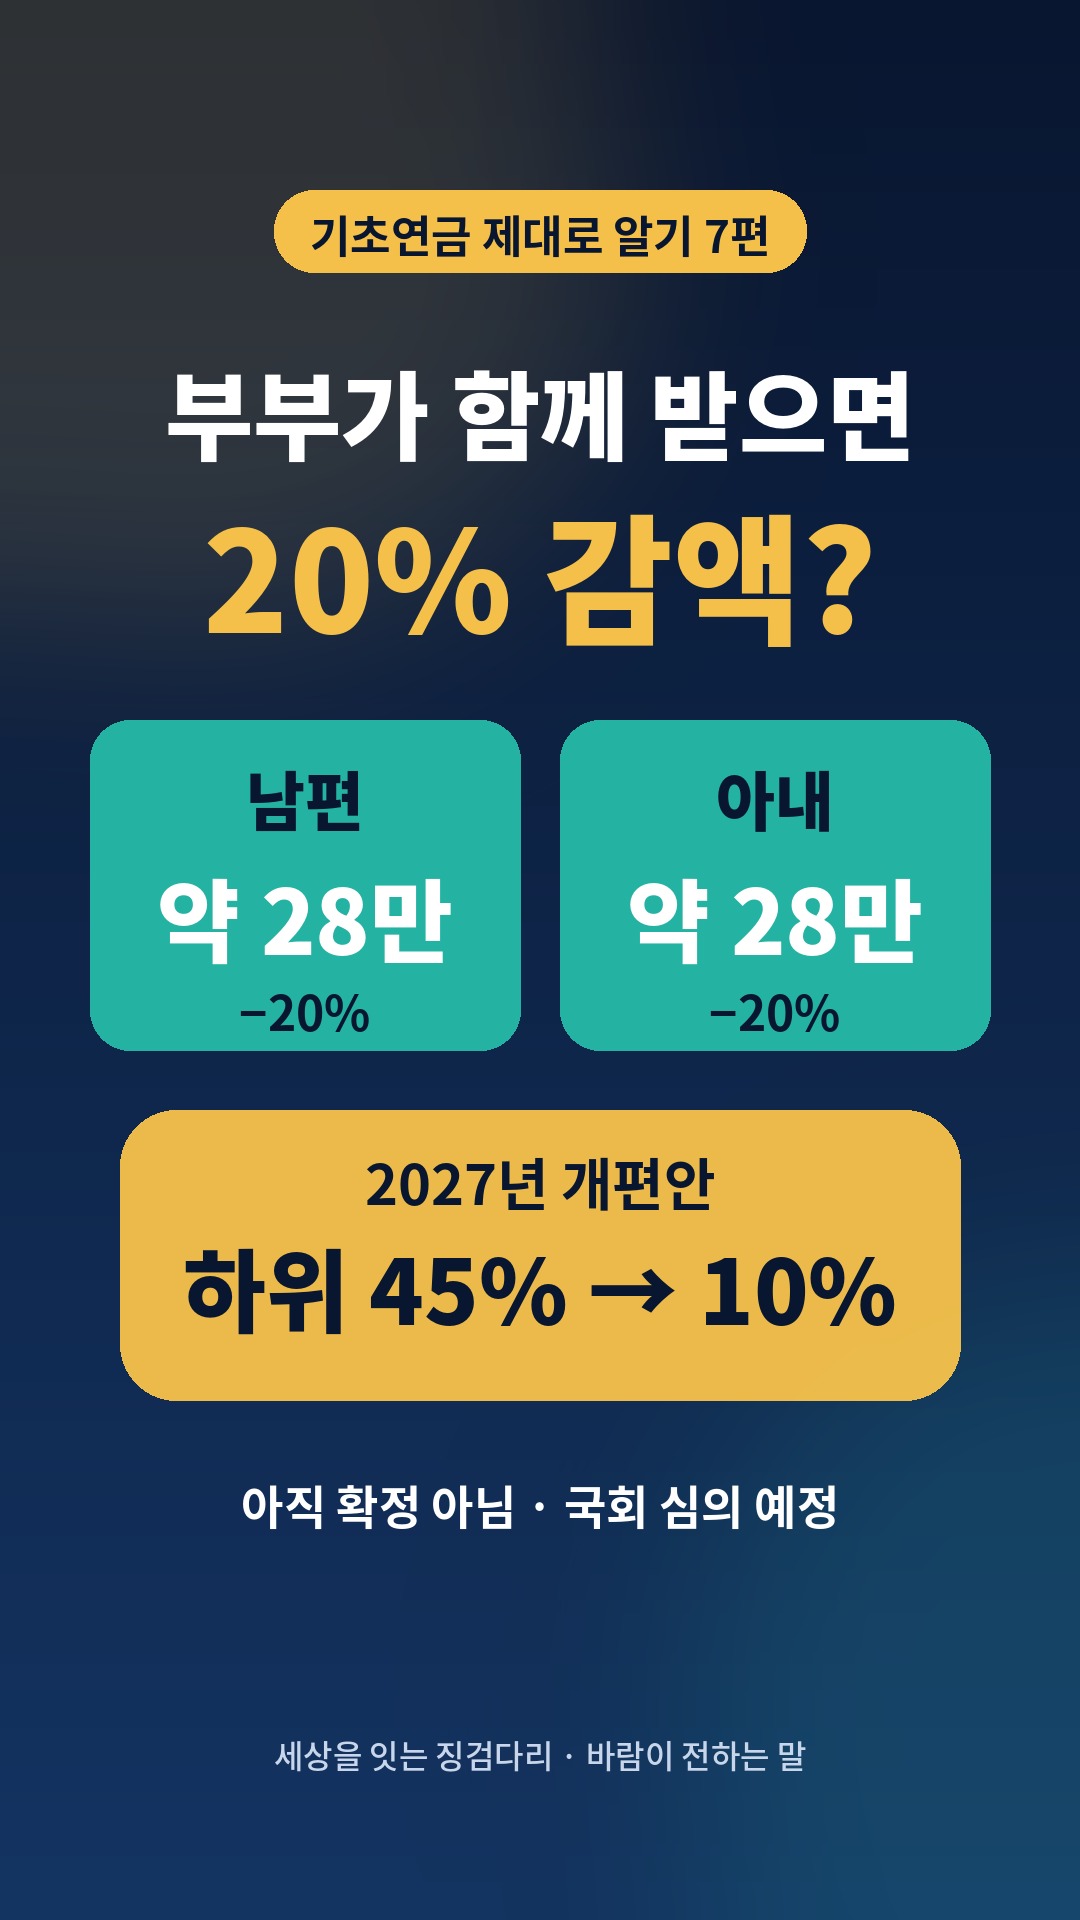 기초연금 제대로 알기 7편
부부가 함께 받으면
20% 감액?
남편
약 28만
−20%
아내
약 28만
−20%
2027년 개편안
하위 45% → 10%
아직 확정 아님 · 국회 심의 예정
세상을 잇는 징검다리 · 바람이 전하는 말